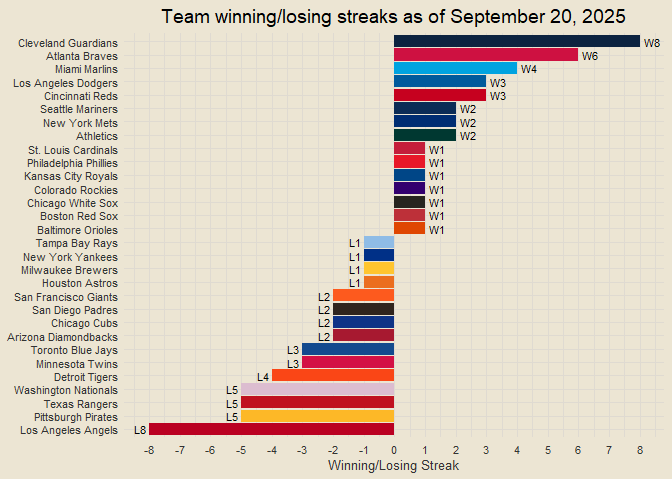 Team winning/losing streaks as of September 20, 2025
Cleveland Guardians W8
Atlanta Braves W6
Miami Marlins W4
Los Angeles Dodgers W3
Cincinnati Reds W3
Seattle Mariners W2
New York Mets W2
Athletics W2
St. Louis Cardinals W1
Philadelphia Phillies W1
Kansas City Royals W1
Colorado Rockies W1
Chicago White Sox W1
Boston Red Sox W1
Baltimore Orioles W1
Tampa Bay Rays L1
New York Yankees L1
Milwaukee Brewers L1
Houston Astros L1
San Francisco Giants L2
San Diego Padres L2
Chicago Cubs L2
Arizona Diamondbacks L2
Toronto Blue Jays L3
Minnesota Twins L3
Detroit Tigers L4
Washington Nationals L5
Texas Rangers L5
Pittsburgh Pirates L5
Los Angeles Angels L8
-8 -7 -6 -5 -4 -3 -2 -1 0 1 2 3 4 5 6 7 8
Winning/Losing Streak